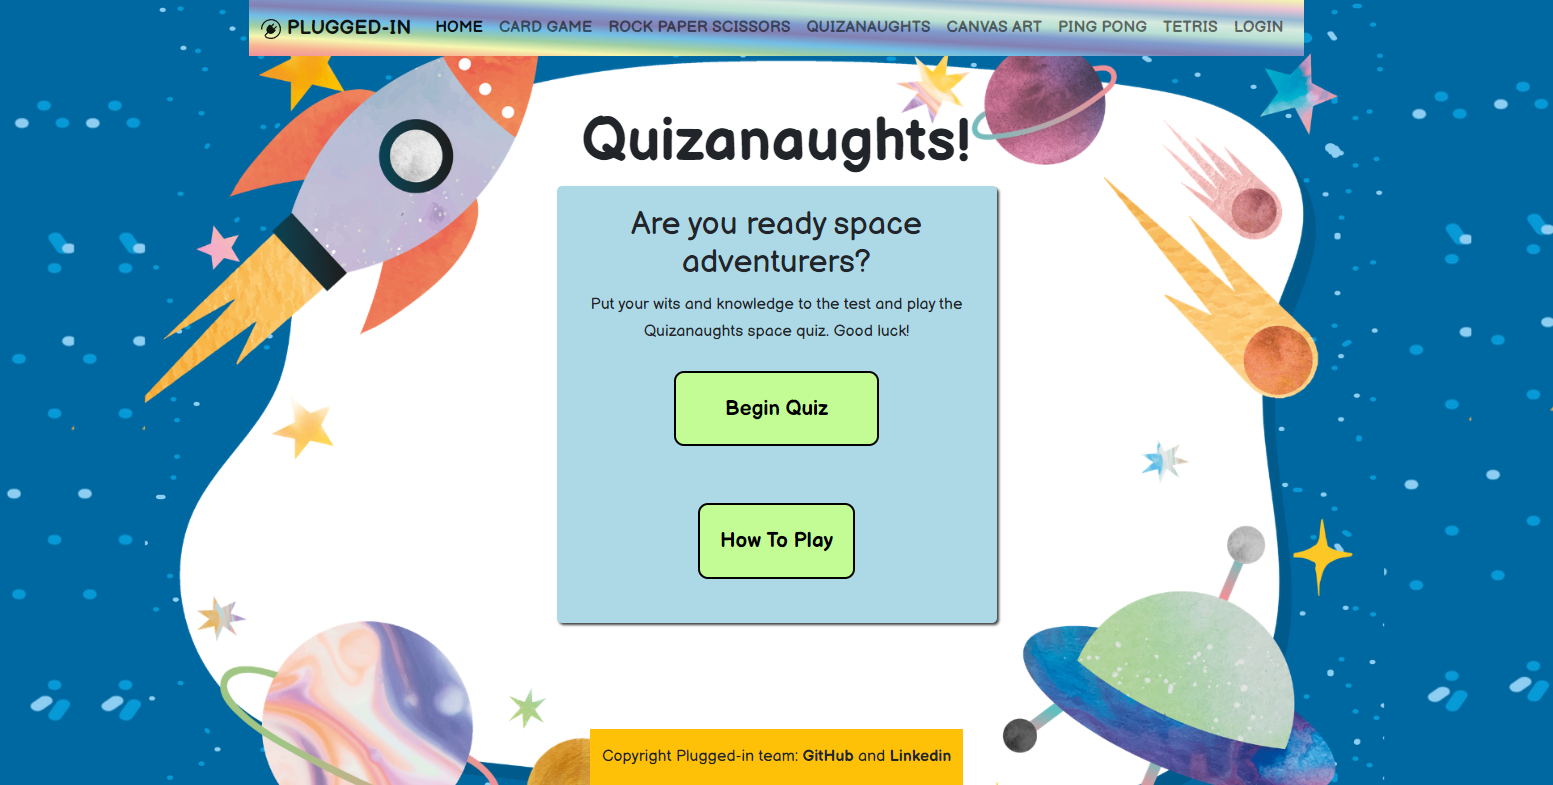 PLUGGED-IN HOME CARD GAME ROCK PAPER SCISSORS QUIZANAUGHTS CANVAS ART PING PONG TETRIS LOGIN
Quizanaughts!
Are you ready space
adventurers?
Put your wits and knowledge to the test and play the
Quizanaughts space quiz. Good luck!
Begin Quiz
How To Play
Copyright Plugged-in team: GitHub and Linkedin